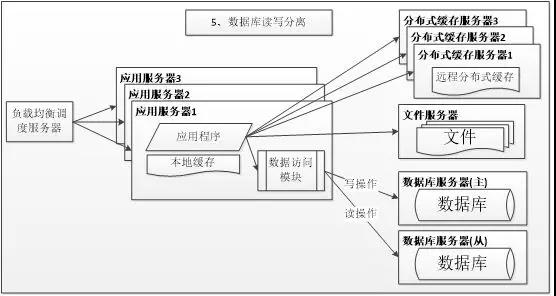 5、数据库读写分离
分布式缓存服务器3
分布式缓存服务器2
分布式缓存服务器1
远程分布式缓存
应用服务器3
应用服务器2
应用服务器1
负载均衡调
度服务器
应用程序
本地缓存
数据访问
模块
文件服务器
文件
写操作
读操作
数据库服务器(主)
数据库
数据库服务器(从)
数据库